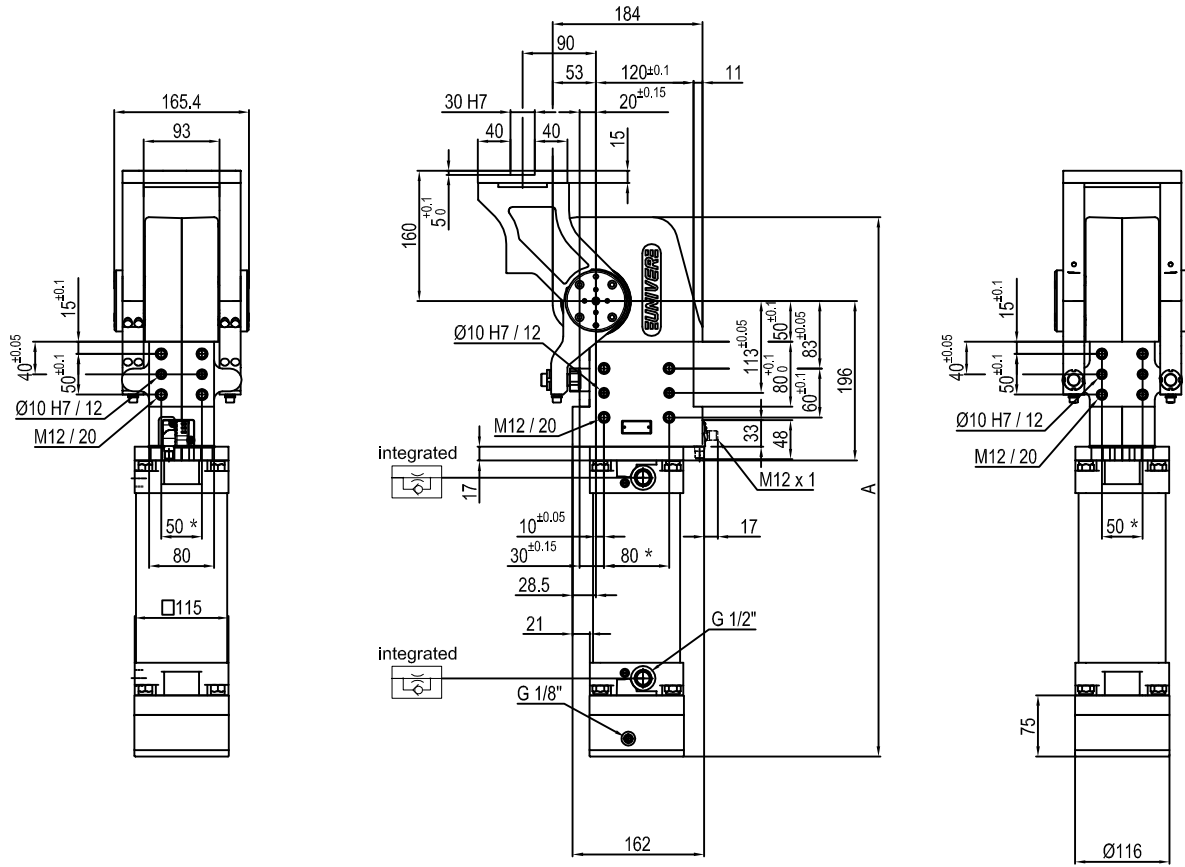 184
90
53
120±0.1
11
30 H7
20±0.15
40
40
15
5 +0.1 0
160
UNIVER
Ø10 H7 / 12
M12 / 20
113±0.05
50±0.1
83±0.05
80 +0.1 0
60±0.1
196
33
48
M12 x 1
A
integrated
17
10±0.05
30±0.15
80 *
17
28.5
21
G 1/2"
integrated
G 1/8"
162
165.4
93
15±0.1
40±0.05
50±0.1
Ø10 H7 / 12
M12 / 20
50 *
80
□115
15±0.1
40±0.05
50±0.1
Ø10 H7 / 12
M12 / 20
50 *
75
Ø116